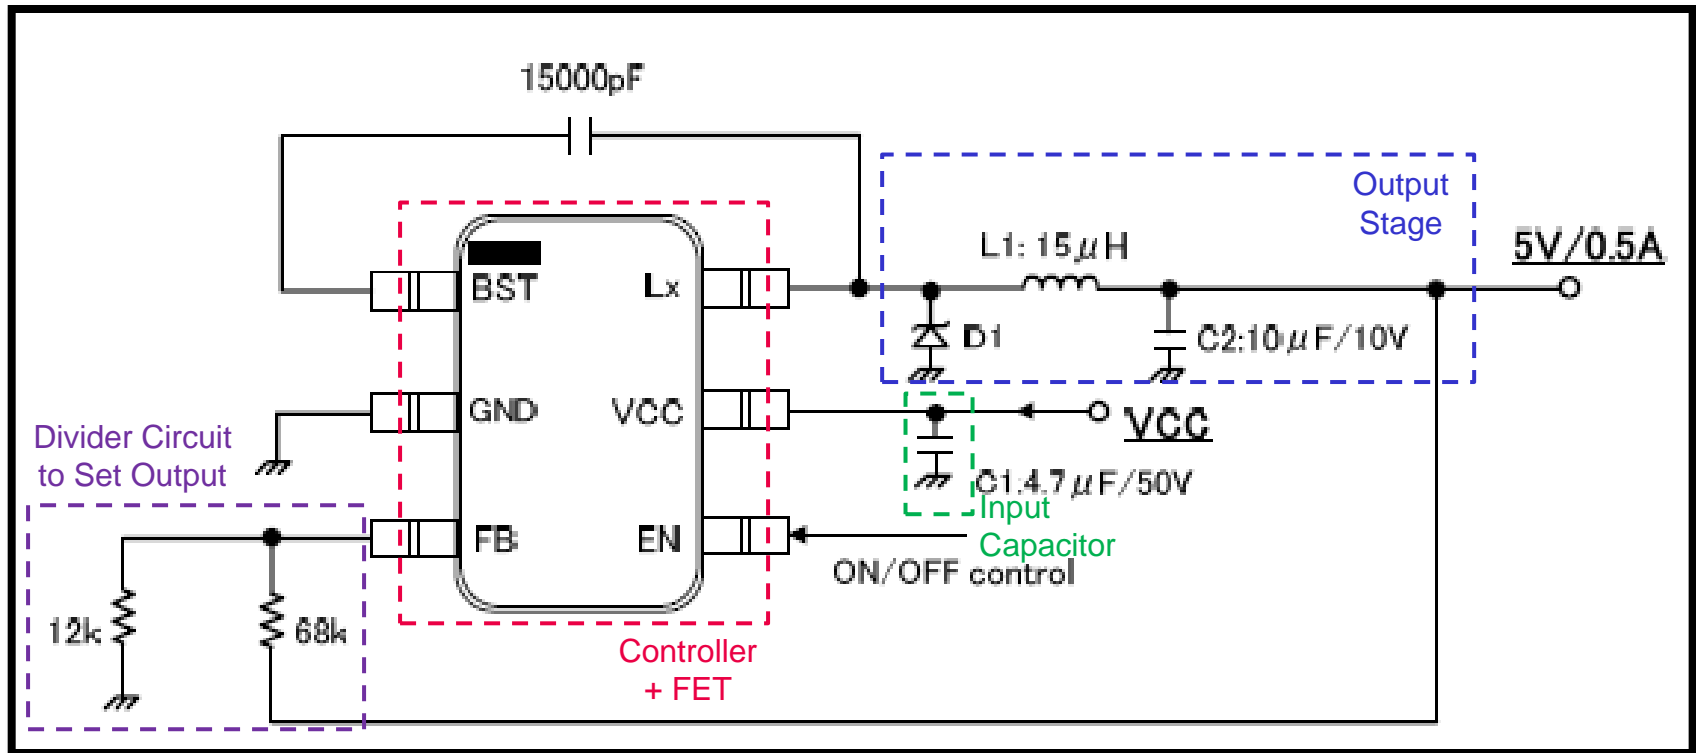 15000pF
Output
Stage
5V/0.5A
L1: 15μH
BST
Lx
D1
C2:10μF/10V
GND
VCC
VCC
Divider Circuit
to Set Output
C1:4.7μF/50V
Input
Capacitor
FB
EN
ON/OFF control
12k
68k
Controller
+ FET